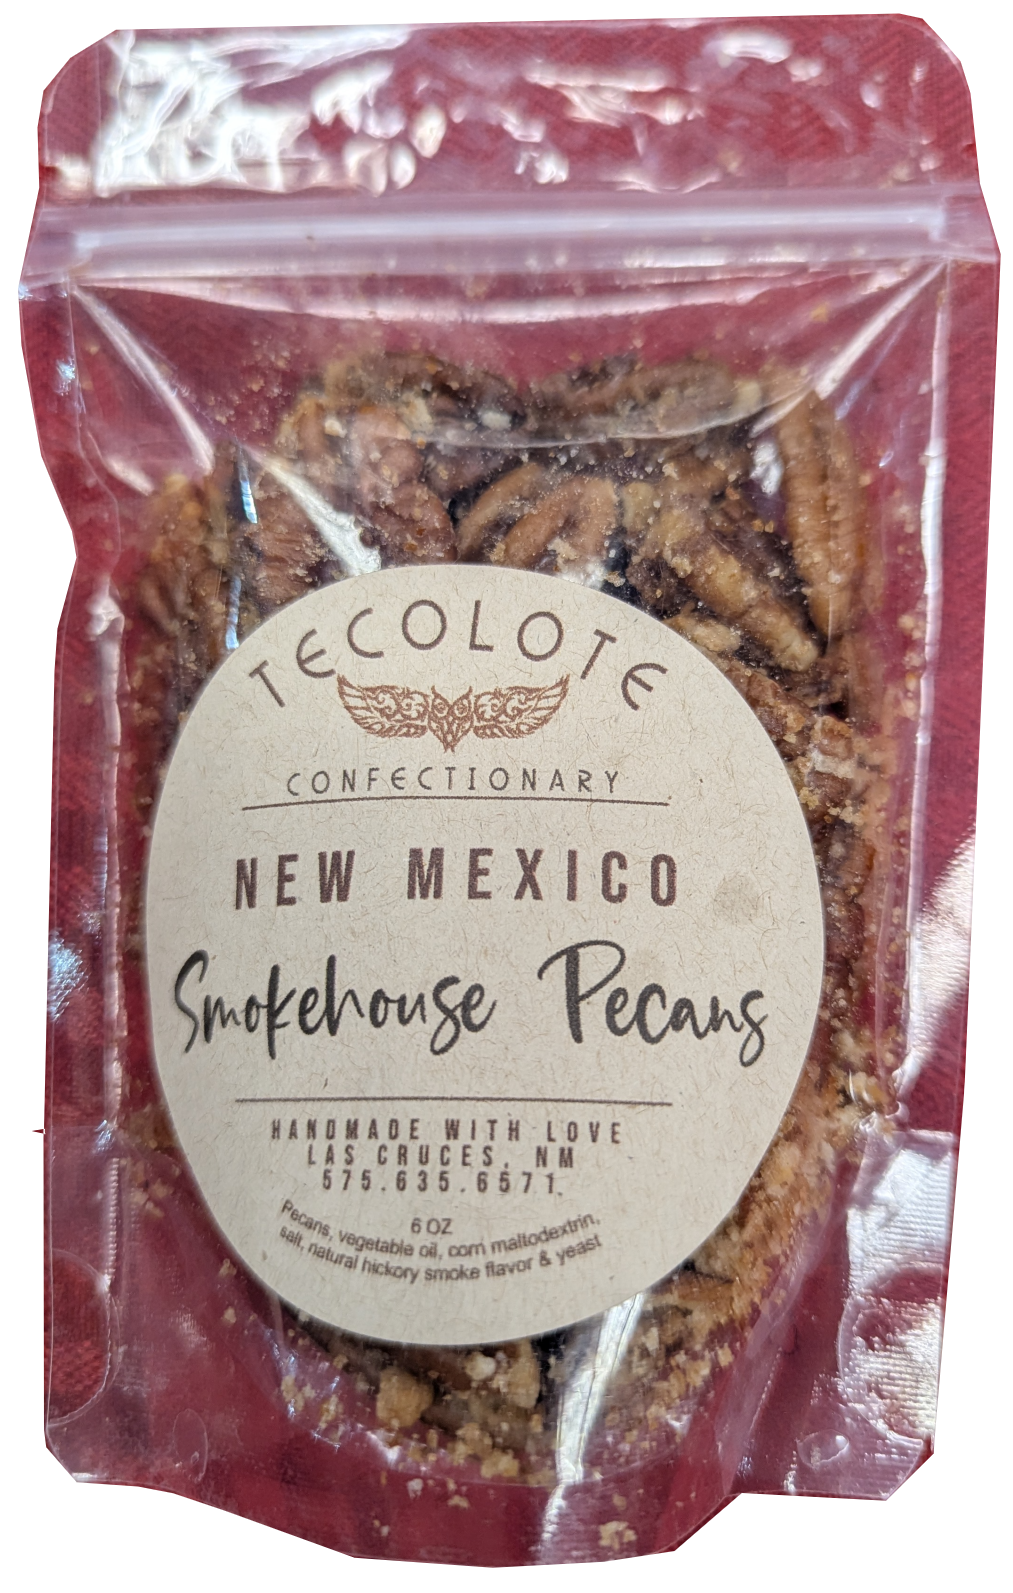 TECOLOTE
CONFECTIONARY
NEW MEXICO
Smokehouse Pecans
HANDMADE WITH LOVE
LAS CRUCES, NM
575.635.6571
6 OZ
Pecans, vegetable oil, corn maltodextrin,
salt, natural hickory smoke flavor & yeast